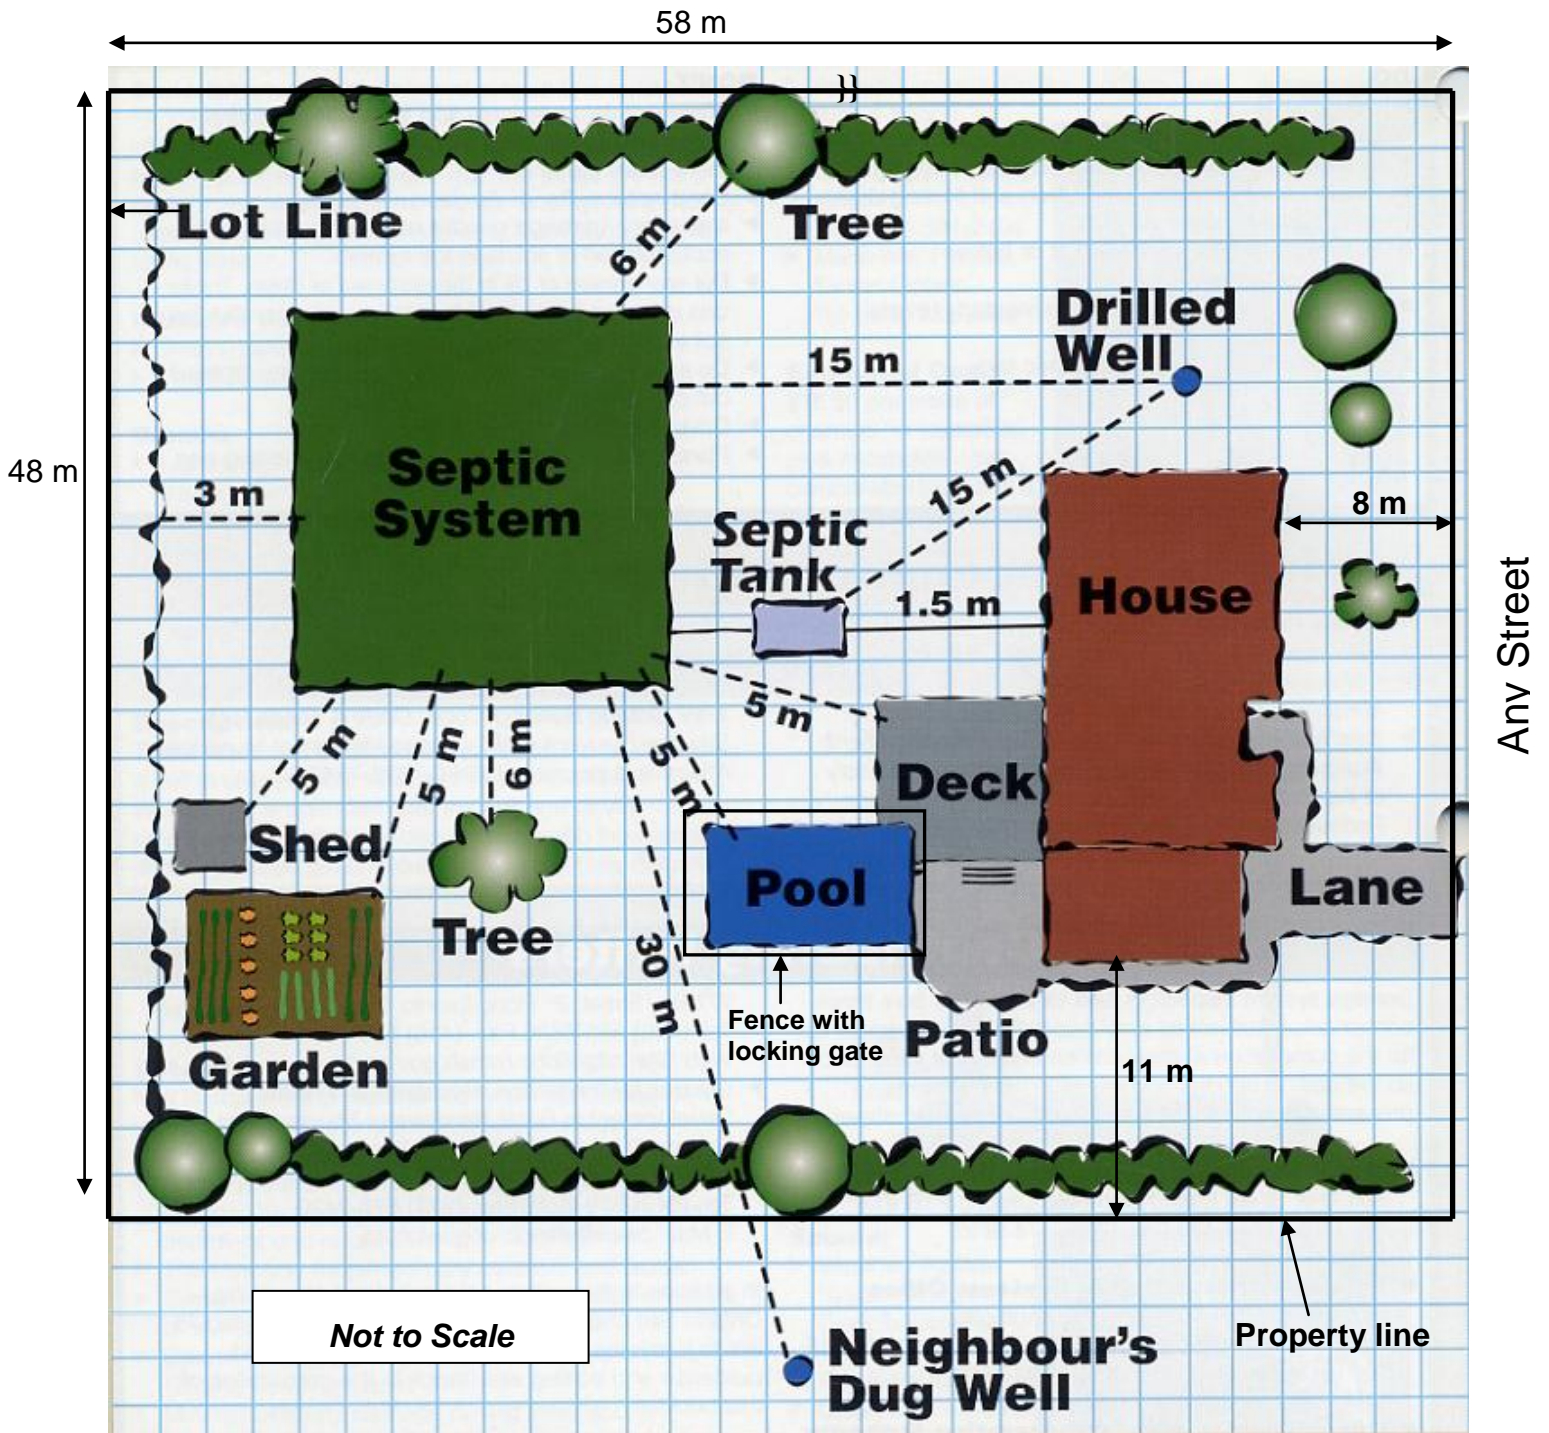 58 m
}}
Lot Line
6 m
Tree
Drilled
Well
15 m
48 m
Septic
System
3 m
15 m
8 m
Septic
Tank
1.5 m
House
Any Street
5 m
5 m
5 m
6 m
5 m
Deck
Shed
Pool
Lane
Tree
30 m
Fence with
locking gate
Patio
Garden
11 m
Not to Scale
Property line
Neighbour's
Dug Well